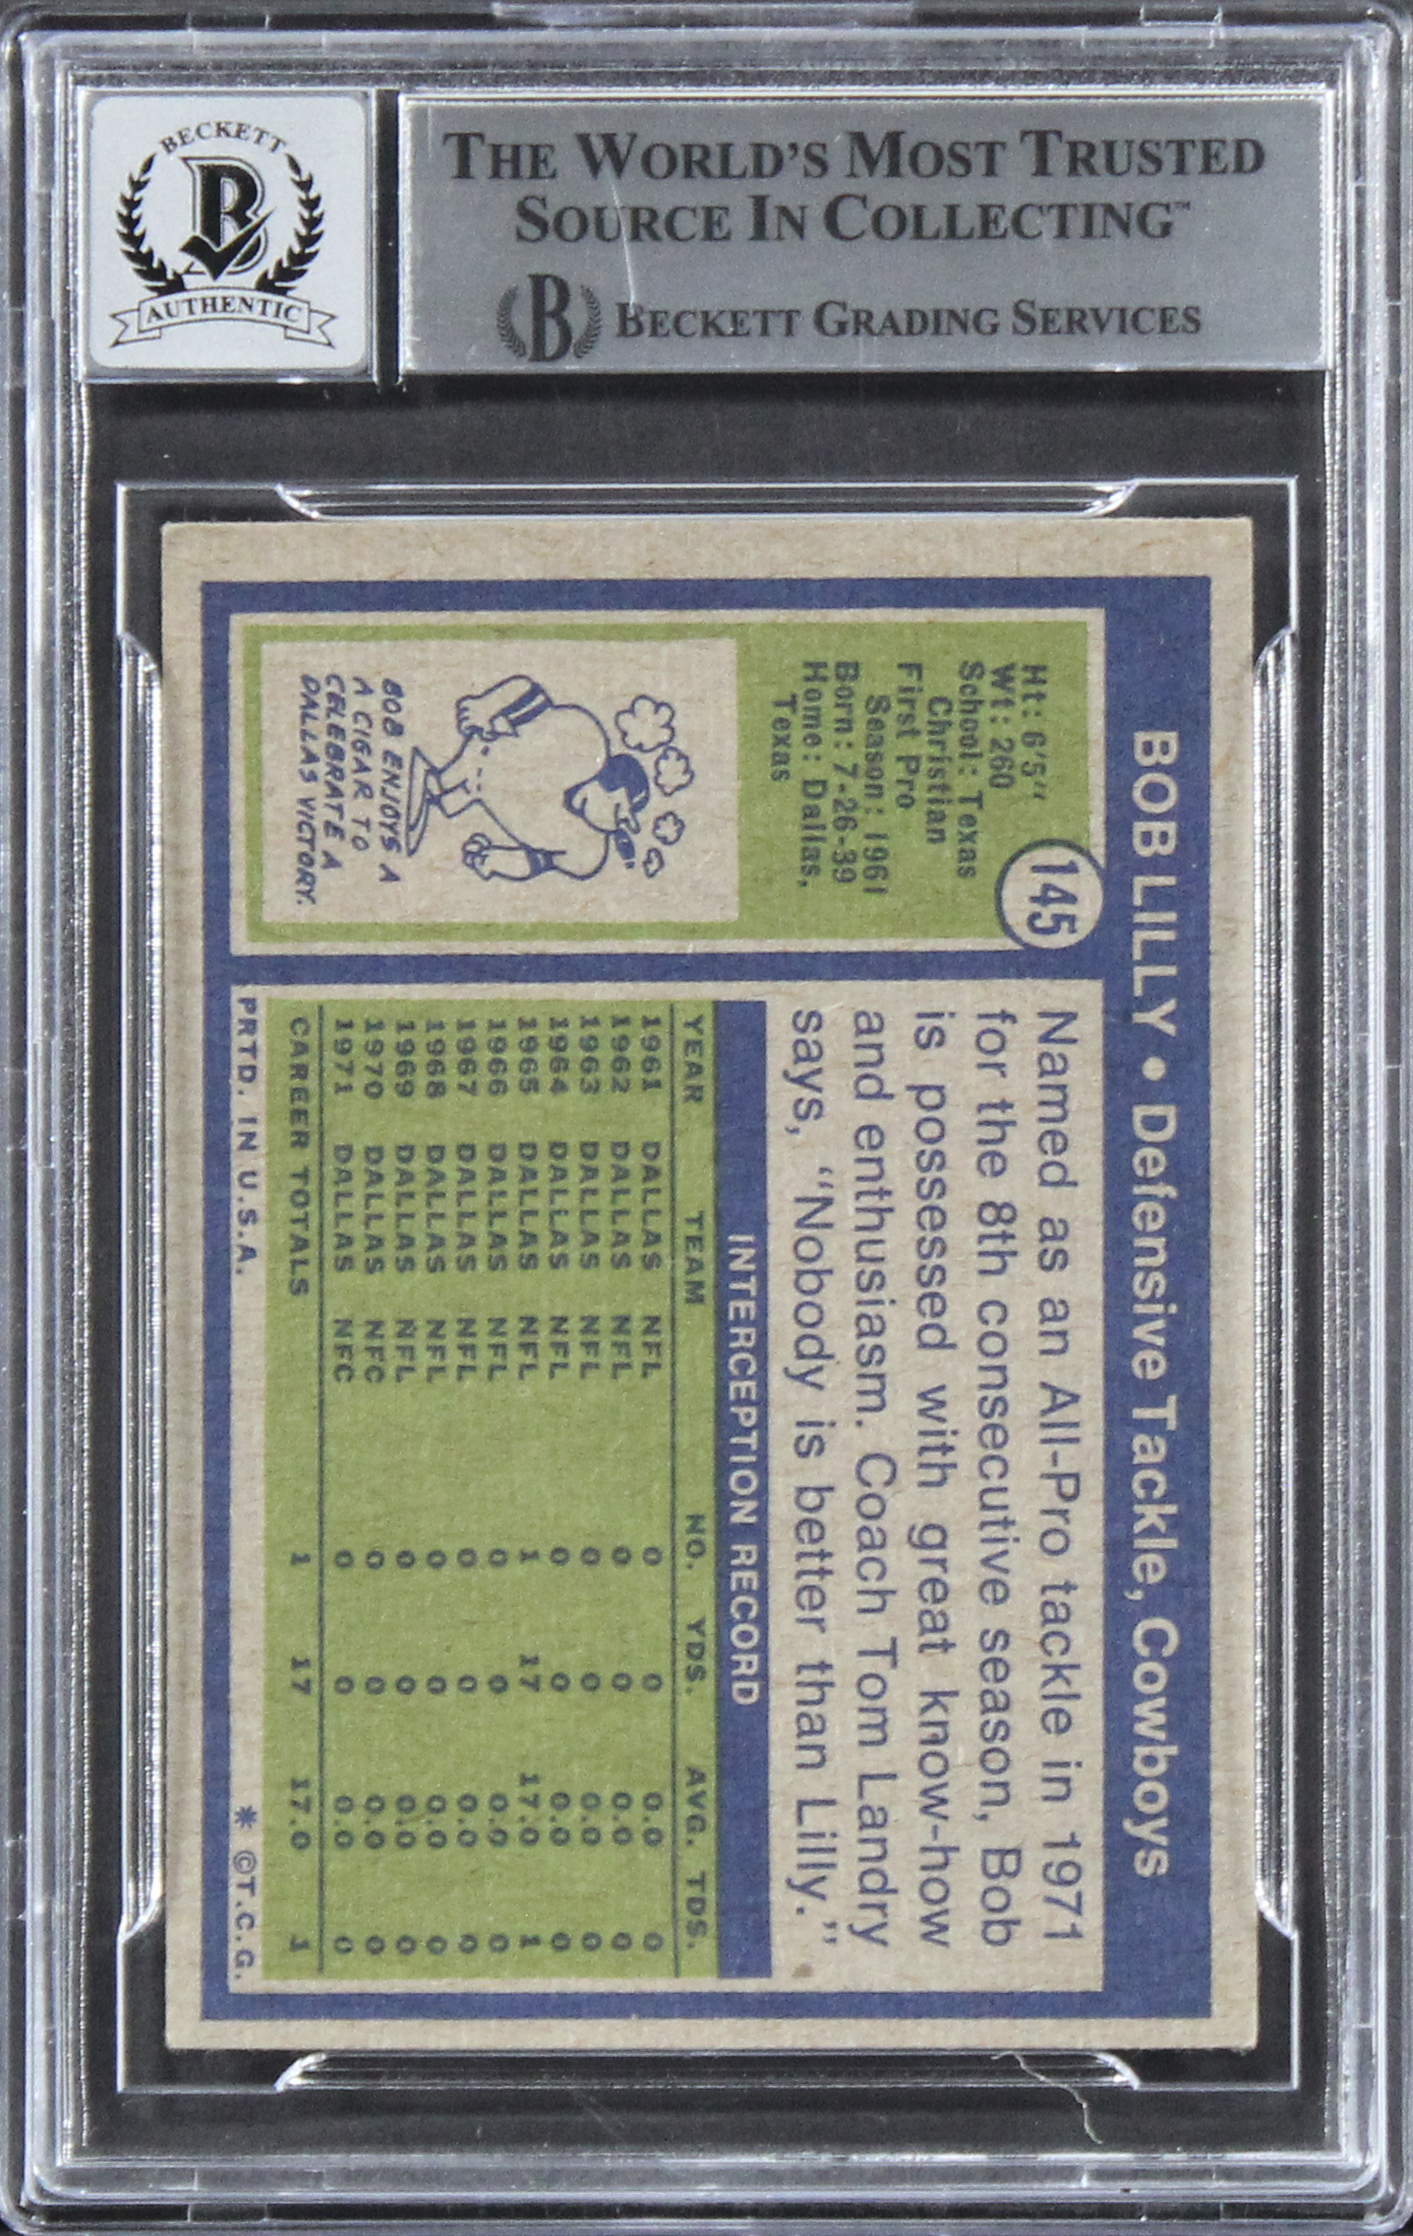 BECKETT
B
AUTHENTIC
THE WORLD'S MOST TRUSTED
SOURCE IN COLLECTING™
B BECKETT GRADING SERVICES
BOB LILLY • Defensive Tackle, Cowboys
145
Ht: 6'5"
Wt: 260
School: Texas
Christian
First Pro
Season: 1961
Born: 7-26-39
Home: Dallas,
Texas
BOB ENJOYS A
A CIGAR TO
CELEBRATE A
DALLAS VICTORY.
Named as an All-Pro tackle in 1971
for the 8th consecutive season, Bob
is possessed with great know-how
and enthusiasm. Coach Tom Landry
says, "Nobody is better than Lilly."
INTERCEPTION RECORD
YEAR TEAM NO. YDS. AVG. TDS.
1961 DALLAS NFL 0 0 0.0 0
1962 DALLAS NFL 0 0 0.0 0
1963 DALLAS NFL 0 0 0.0 0
1964 DALLAS NFL 0 0 0.0 0
1965 DALLAS NFL 1 17 17.0 1
1966 DALLAS NFL 0 0 0.0 0
1967 DALLAS NFL 0 0 0.0 0
1968 DALLAS NFL 0 0 0.0 0
1969 DALLAS NFL 0 0 0.0 0
1970 DALLAS NFC 0 0 0.0 0
1971 DALLAS NFC 0 0 0.0 0
CAREER TOTALS 1 17 17.0 1
PRTD. IN U.S.A. * ©T.C.G.